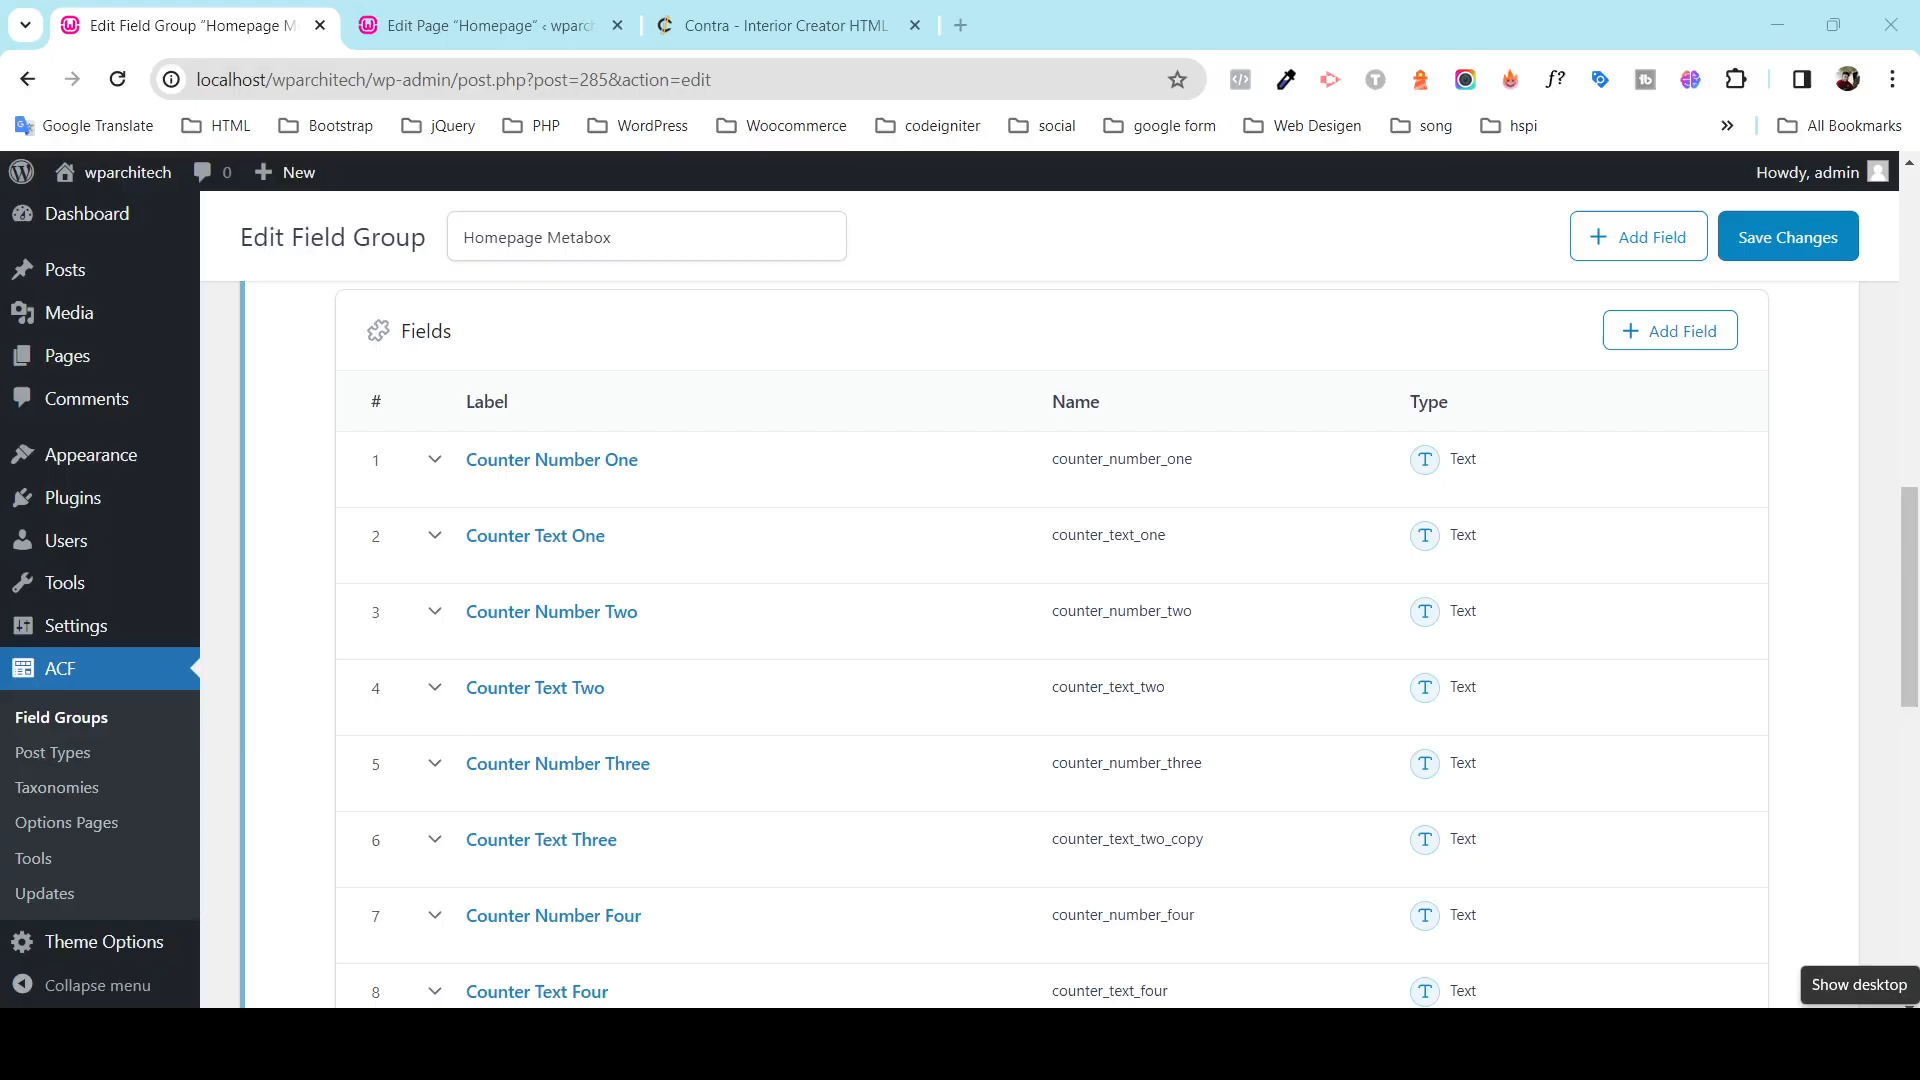 Edit Field Group “Homepage M
Edit Page “Homepage” ‹ wparch
Contra - Interior Creator HTML
localhost/wparchitech/wp-admin/post.php?post=285&action=edit
Google Translate
HTML
Bootstrap
jQuery
PHP
WordPress
Woocommerce
codeigniter
social
google form
Web Desigen
song
hspi
»
All Bookmarks
wparchitech
0
New
Howdy, admin
Dashboard
Posts
Media
Pages
Comments
Appearance
Plugins
Users
Tools
Settings
ACF
Field Groups
Post Types
Taxonomies
Options Pages
Tools
Updates
Theme Options
Collapse menu
Edit Field Group
Homepage Metabox
+ Add Field
Save Changes
Fields
+ Add Field
# Label Name Type
1 Counter Number One counter_number_one T Text
2 Counter Text One counter_text_one T Text
3 Counter Number Two counter_number_two T Text
4 Counter Text Two counter_text_two T Text
5 Counter Number Three counter_number_three T Text
6 Counter Text Three counter_text_two_copy T Text
7 Counter Number Four counter_number_four T Text
8 Counter Text Four counter_text_four T Text
Show desktop